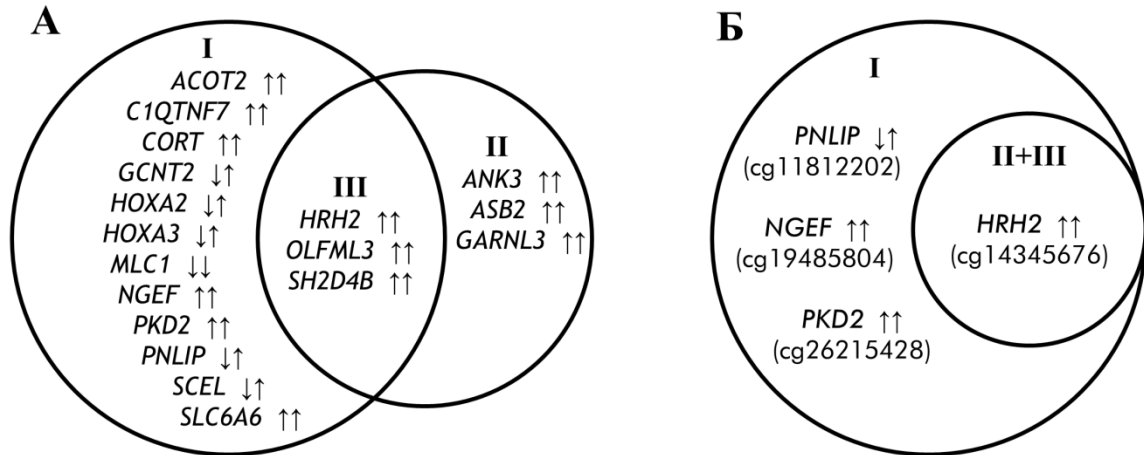 А
I
ACOT2 ↑↑
C1QTNF7 ↑↑
CORT ↑↑
GCNT2 ↓↑
HOXA2 ↓↑
HOXA3 ↓↑
MLC1 ↓↓
NGEF ↑↑
PKD2 ↑↑
PNLIP ↓↑
SCEL ↓↑
SLC6A6 ↑↑
III
HRH2 ↑↑
OLFML3 ↑↑
SH2D4B ↑↑
II
ANK3 ↑↑
ASB2 ↑↑
GARNL3 ↑↑
Б
I
PNLIP ↓↑
(cg11812202)
NGEF ↑↑
(cg19485804)
PKD2 ↑↑
(cg26215428)
II+III
HRH2 ↑↑
(cg14345676)